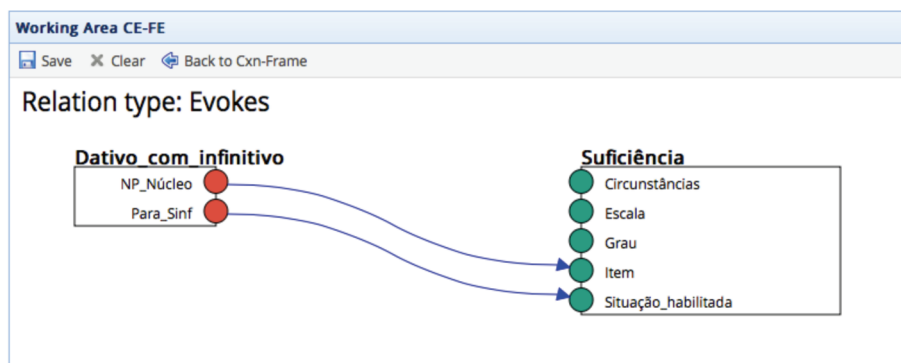 Working Area CE-FE
Save Clear Back to Cxn-Frame
Relation type: Evokes
Dativo_com_infinitivo
NP_Núcleo
Para_Sinf
Suficiência
Circunstâncias
Escala
Grau
Item
Situação_habilitada